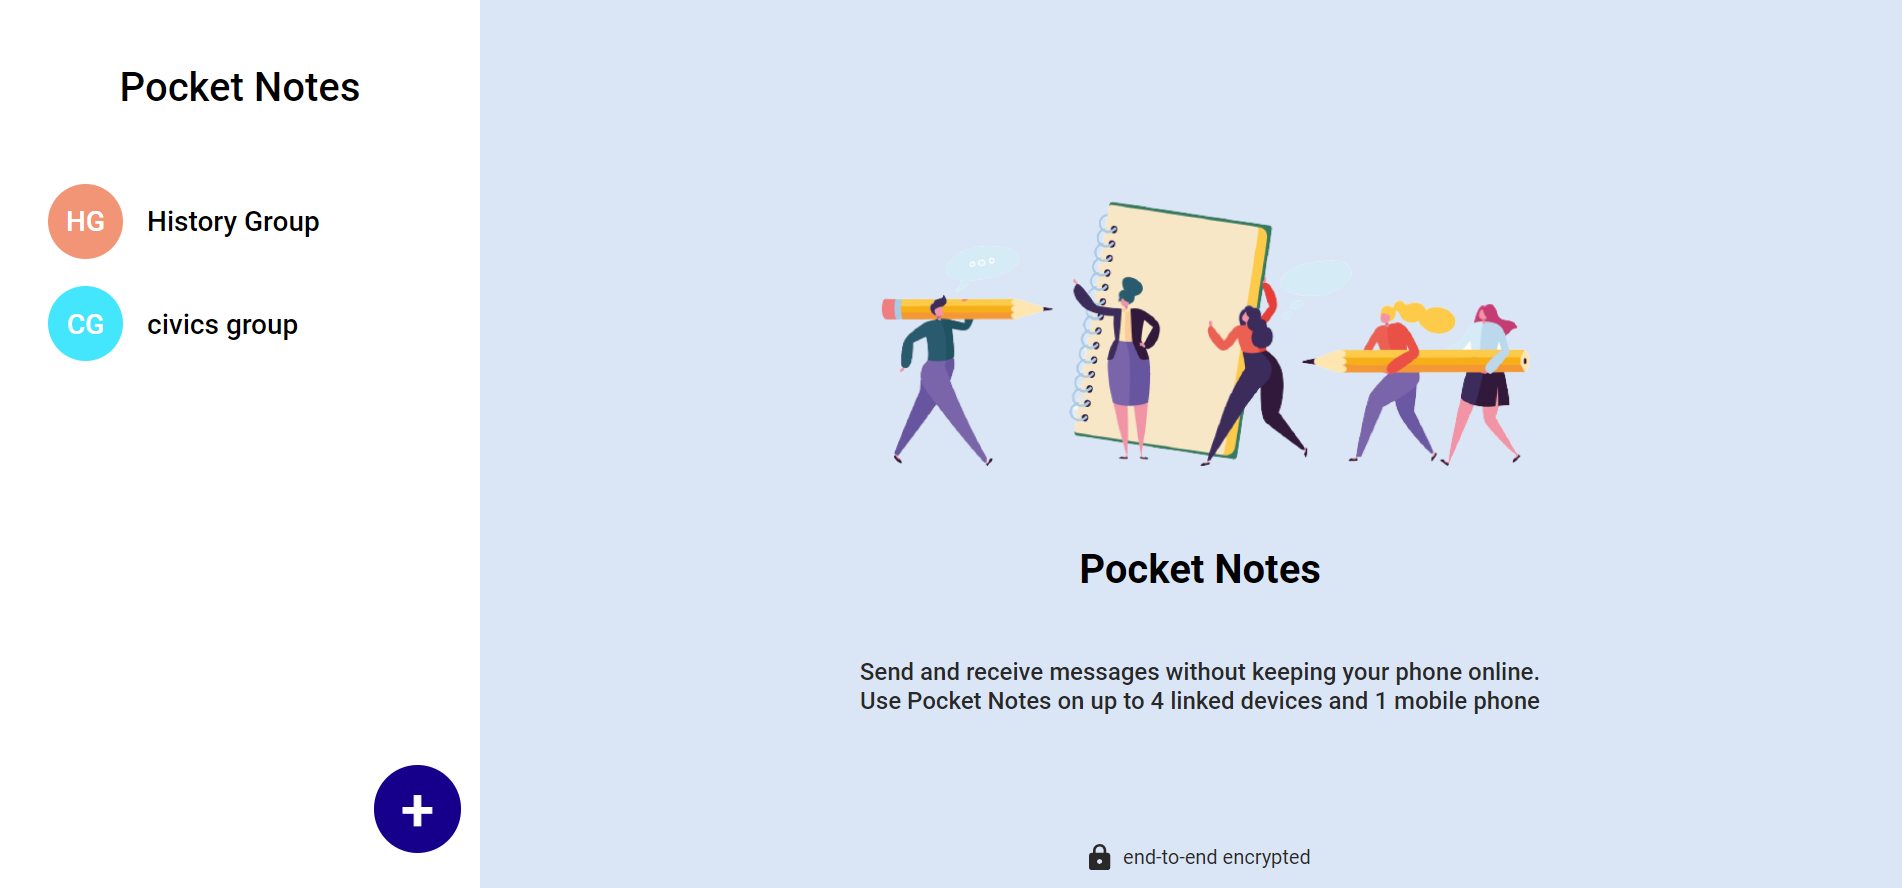 Pocket Notes
HG
History Group
CG
civics group
+
Pocket Notes
Send and receive messages without keeping your phone online.
Use Pocket Notes on up to 4 linked devices and 1 mobile phone
end-to-end encrypted